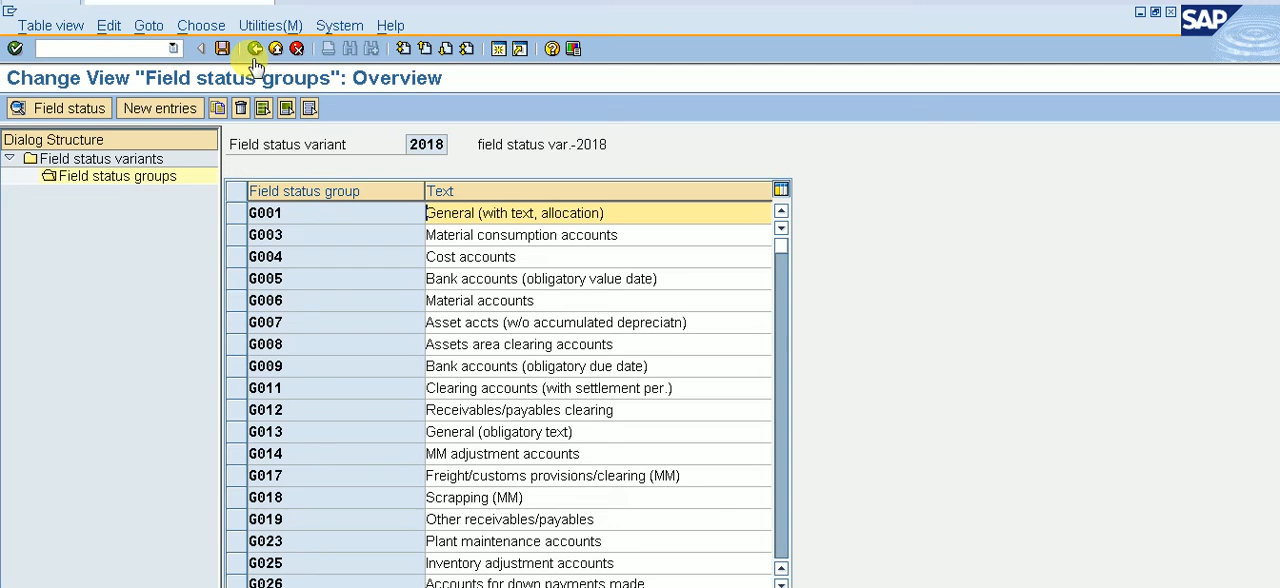 Table view Edit Goto Choose Utilities(M) System Help
SAP
Change View "Field status groups": Overview
Field status New entries
Dialog Structure
Field status variants
Field status groups
Field status variant 2018 field status var.-2018
Field status group Text
G001 General (with text, allocation)
G003 Material consumption accounts
G004 Cost accounts
G005 Bank accounts (obligatory value date)
G006 Material accounts
G007 Asset accts (w/o accumulated depreciatn)
G008 Assets area clearing accounts
G009 Bank accounts (obligatory due date)
G011 Clearing accounts (with settlement per.)
G012 Receivables/payables clearing
G013 General (obligatory text)
G014 MM adjustment accounts
G017 Freight/customs provisions/clearing (MM)
G018 Scrapping (MM)
G019 Other receivables/payables
G023 Plant maintenance accounts
G025 Inventory adjustment accounts
G026 Accounts for down payments made